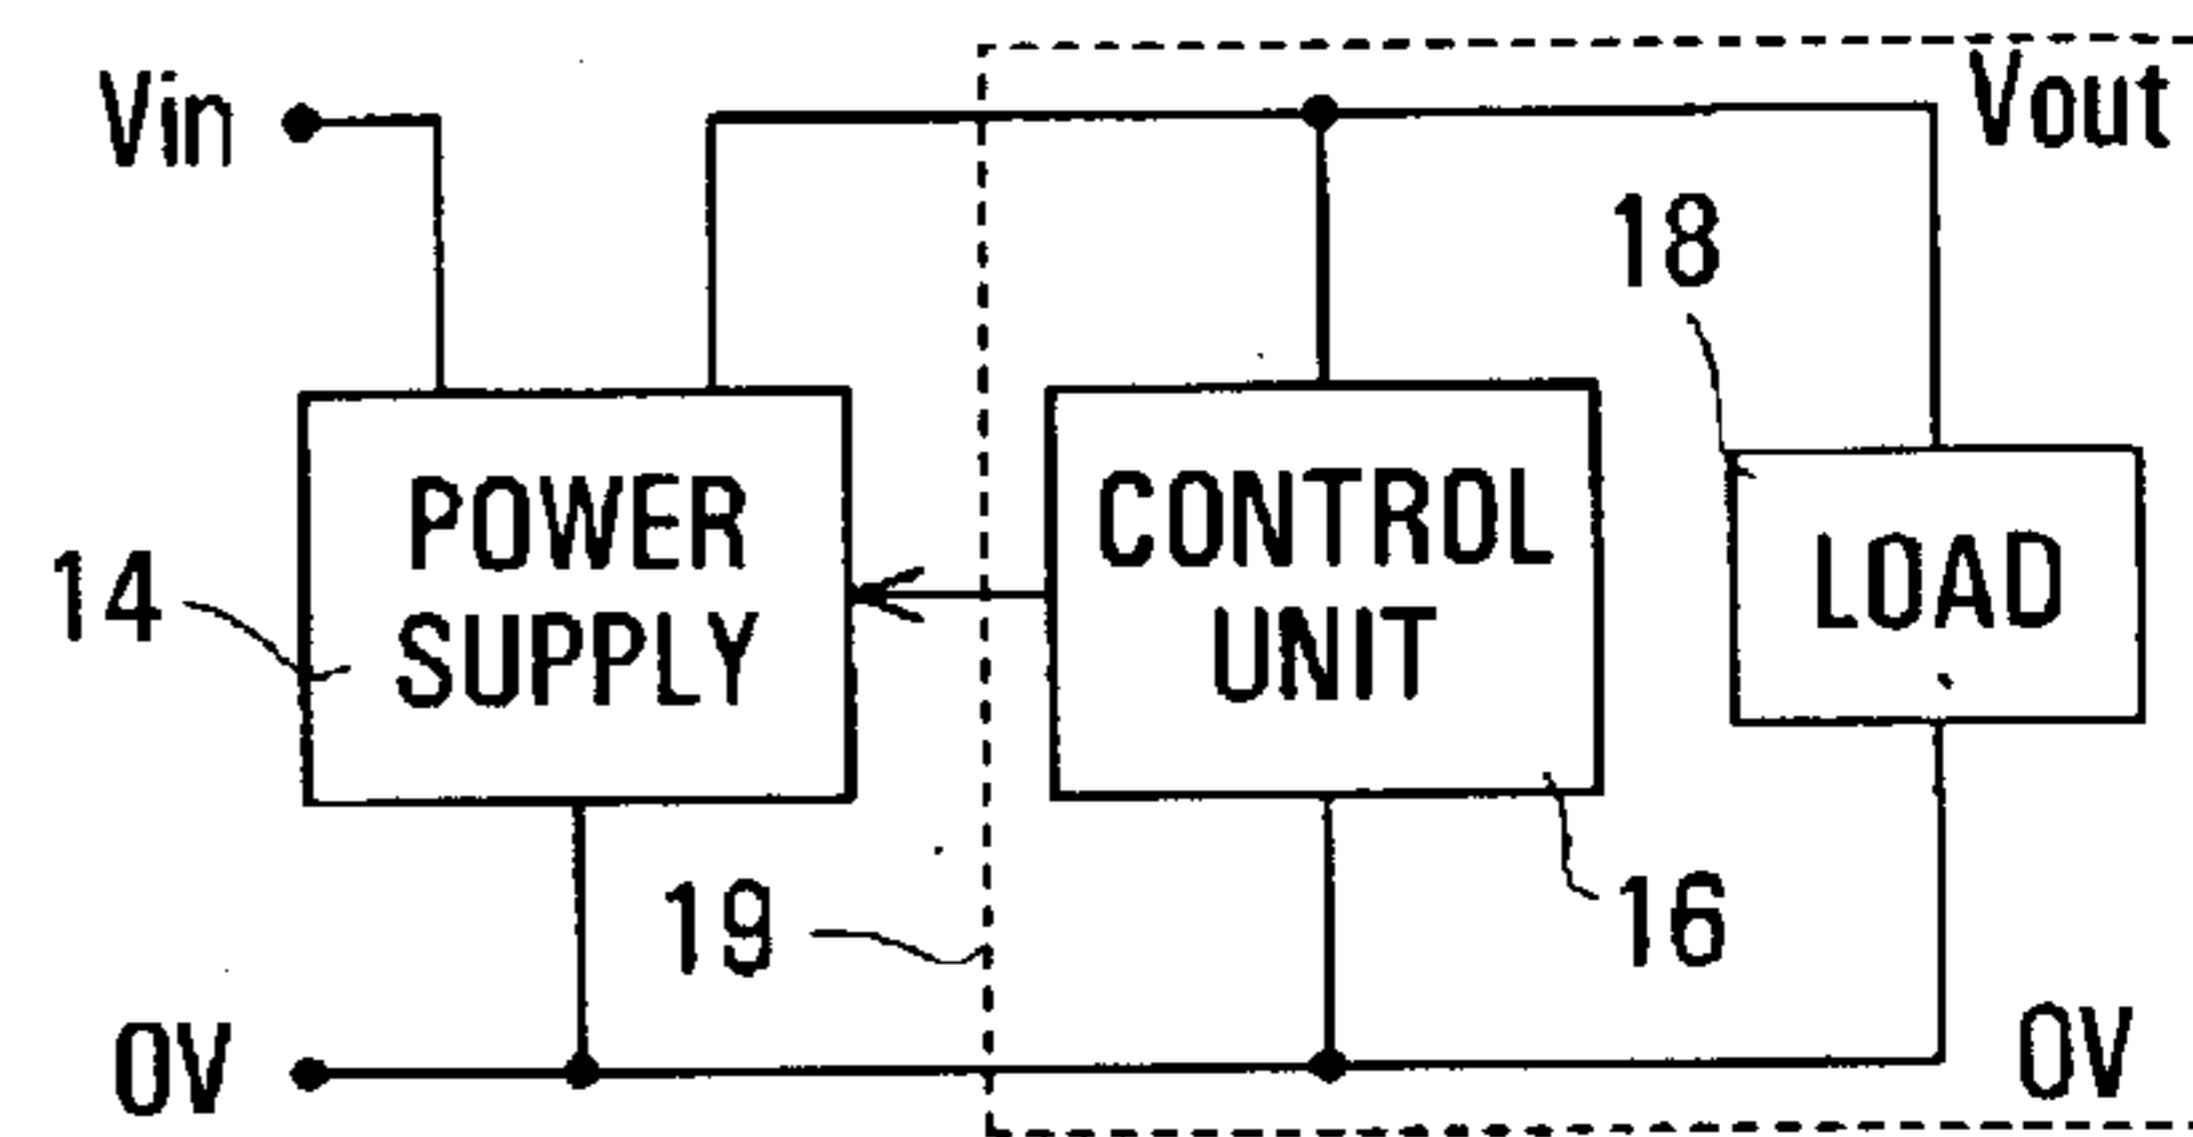 Vin
Vout
18
POWER
SUPPLY
CONTROL
UNIT
LOAD
14
19
16
0V
0V